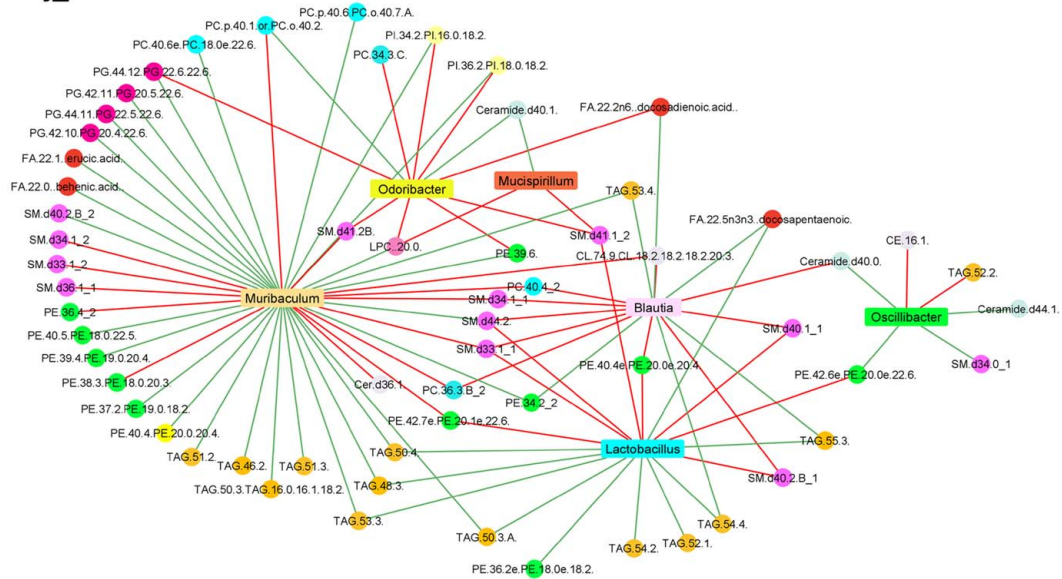 PC.p.40.6.PC.o.40.7.A.
PC.p.40.1.or.PC.o.40.2.
PI.34.2.PI.16.0.18.2.
PC.40.6e.PC.18.0e.22.6.
PC.34.3.C.
PI.36.2.PI.18.0.18.2.
PG.44.12.PG.22.6.22.6.
PG.42.11.PG.20.5.22.6.
Ceramide.d40.1.
FA.22.2n6..docosadienoic.acid..
PG.44.11.PG.22.5.22.6.
PG.42.10.PG.20.4.22.6.
FA.22.1..erucic.acid..
Mucispirillum
FA.22.0..behenic.acid..
Odoribacter
TAG.53.4.
SM.d40.2.B_2
FA.22.5n3n3..docosapentaenoic.
SM.d41.2B.
SM.d34.1_2
SM.d41.1_2
CE.16.1.
LPC..20.0.
PE.39.6.
CL.74.9.CL.18.2.18.2.18.2.20.3.
SM.d33.1_2
Ceramide.d40.0.
TAG.52.2.
SM.d36.1_1
PC.40.4_2
Muribaculum
SM.d34.1_1
Blautia
Ceramide.d44.1.
PE.36.4_2
Oscillibacter
SM.d44.2.
SM.d40.1_1
PE.40.5.PE.18.0.22.5.
SM.d33.1_1
PE.39.4.PE.19.0.20.4.
PE.40.4e.PE.20.0e.20.4.
SM.d34.0_1
PE.42.6e.PE.20.0e.22.6.
PE.38.3.PE.18.0.20.3.
Cer.d36.1.
PC.36.3.B_2
PE.34.2_2
PE.37.2.PE.19.0.18.2.
PE.42.7e.PE.20.1e.22.6.
PE.40.4.PE.20.0.20.4.
TAG.55.3.
Lactobacillus
TAG.50.4.
TAG.51.2.
TAG.46.2.
TAG.51.3.
SM.d40.2.B_1
TAG.48.3.
TAG.50.3.TAG.16.0.16.1.18.2.
TAG.53.3.
TAG.54.4.
TAG.50.3.A.
TAG.52.1.
TAG.54.2.
PE.36.2e.PE.18.0e.18.2.